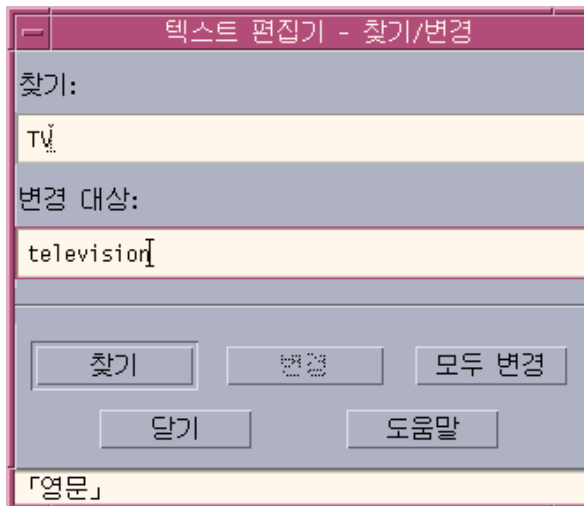 텍스트 편집기 - 찾기/변경
찾기:
TV
변경 대상:
television
찾기 변경 모두 변경
닫기 도움말
「영문」